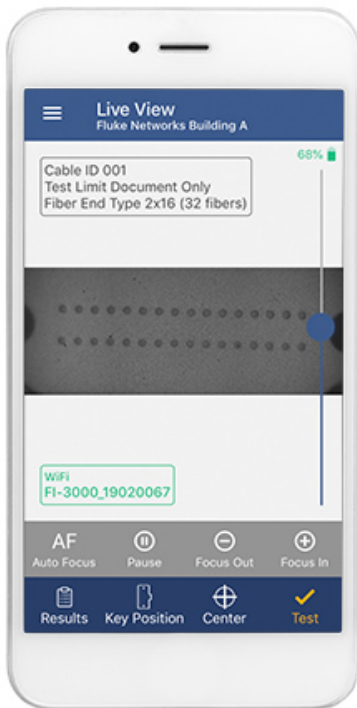 Live View
Fluke Networks Building A
68%
Cable ID 001
Test Limit Document Only
Fiber End Type 2x16 (32 fibers)
WiFi
FI-3000_19020067
AF
Auto Focus
Pause
Focus Out
Focus In
Results
Key Position
Center
Test